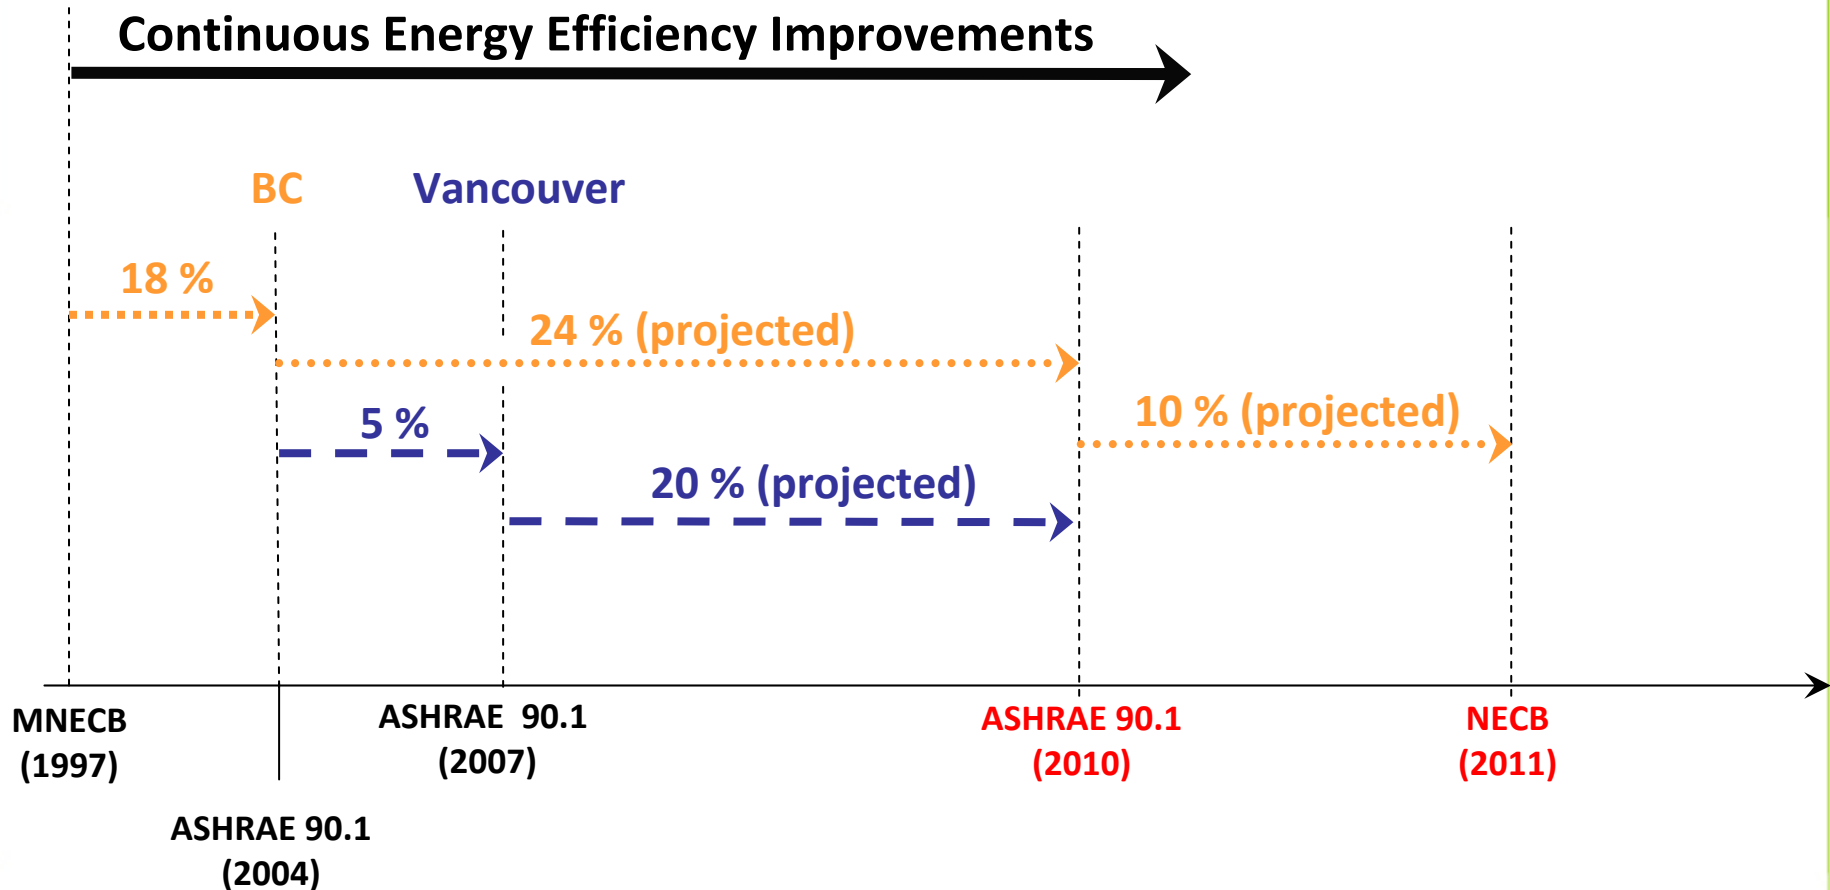 Continuous Energy Efficiency Improvements
BC
Vancouver
18 %
24 % (projected)
10 % (projected)
5 %
20 % (projected)
MNECB
(1997)
ASHRAE 90.1
(2004)
ASHRAE 90.1
(2007)
ASHRAE 90.1
(2010)
NECB
(2011)